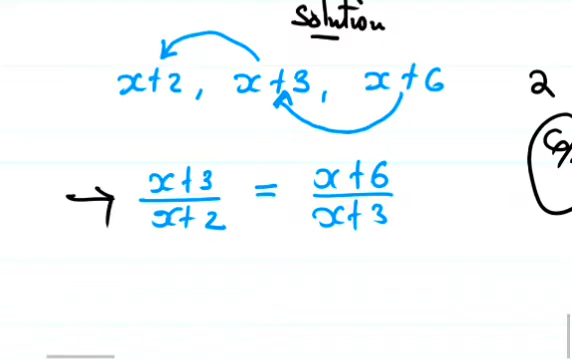 Solution
x+2, x+3, x+6
2
→ x+3/x+2 = x+6/x+3